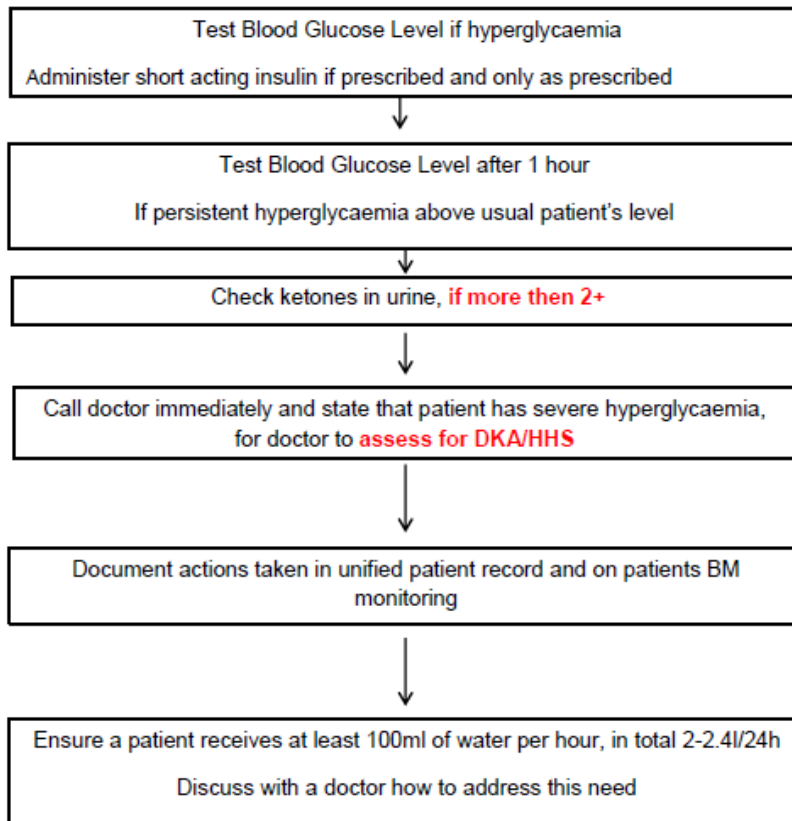 Test Blood Glucose Level if hyperglycaemia
Administer short acting insulin if prescribed and only as prescribed
Test Blood Glucose Level after 1 hour
If persistent hyperglycaemia above usual patient's level
Check ketones in urine, if more then 2+
Call doctor immediately and state that patient has severe hyperglycaemia,
for doctor to assess for DKA/HHS
Document actions taken in unified patient record and on patients BM
monitoring
Ensure a patient receives at least 100ml of water per hour, in total 2-2.4l/24h
Discuss with a doctor how to address this need